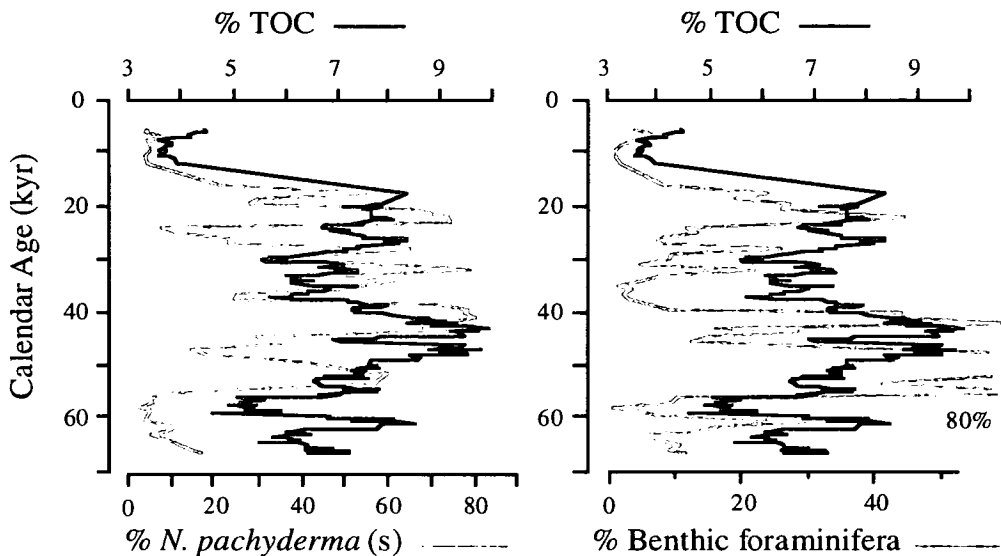 % TOC
% TOC
3 5 7 9
3 5 7 9
Calendar Age (kyr)
0
20
40
60
0
20
40
60
80%
0 20 40 60 80
0 20 40
% N. pachyderma (s)
% Benthic foraminifera